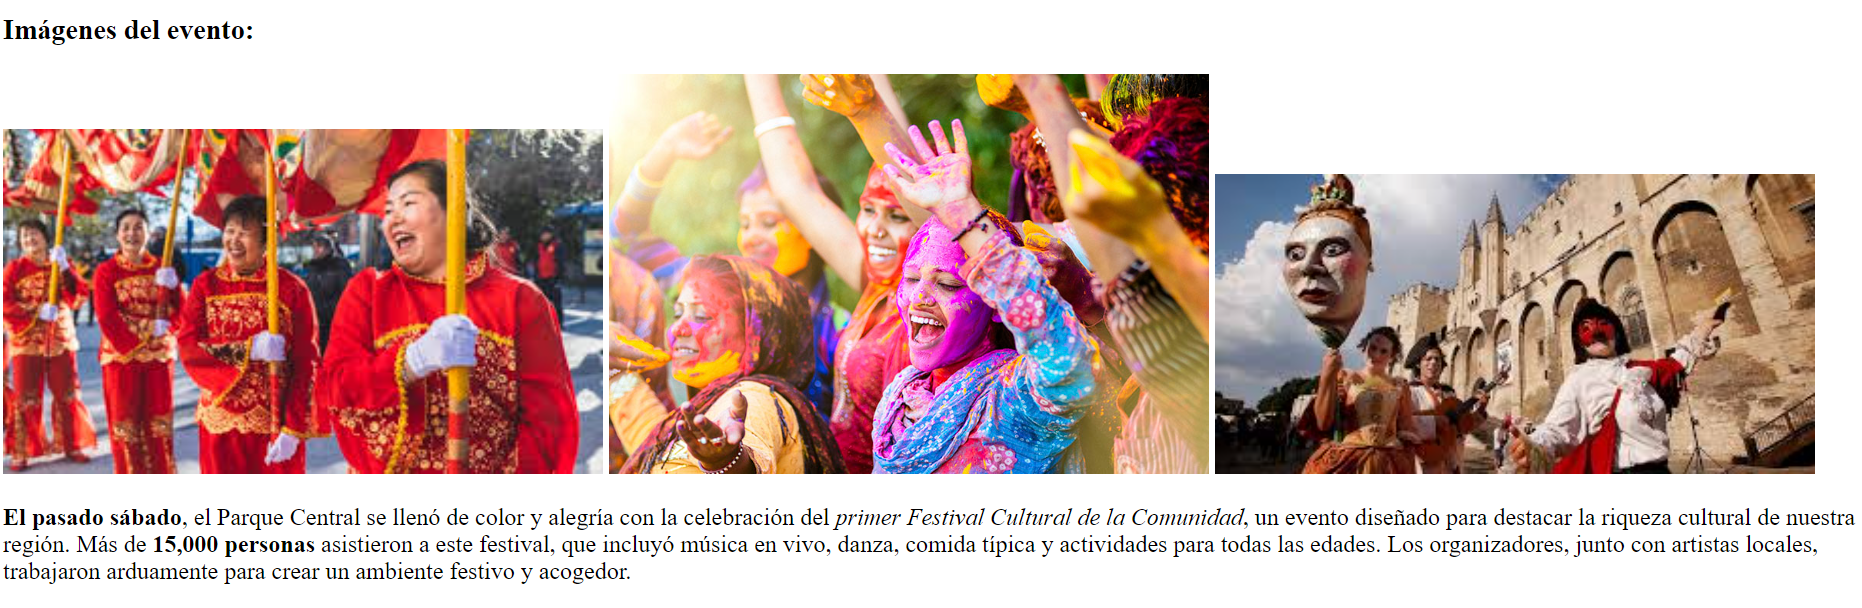 Imágenes del evento:
El pasado sábado, el Parque Central se llenó de color y alegría con la celebración del primer Festival Cultural de la Comunidad, un evento diseñado para destacar la riqueza cultural de nuestra
región. Más de 15,000 personas asistieron a este festival, que incluyó música en vivo, danza, comida típica y actividades para todas las edades. Los organizadores, junto con artistas locales,
trabajaron arduamente para crear un ambiente festivo y acogedor.